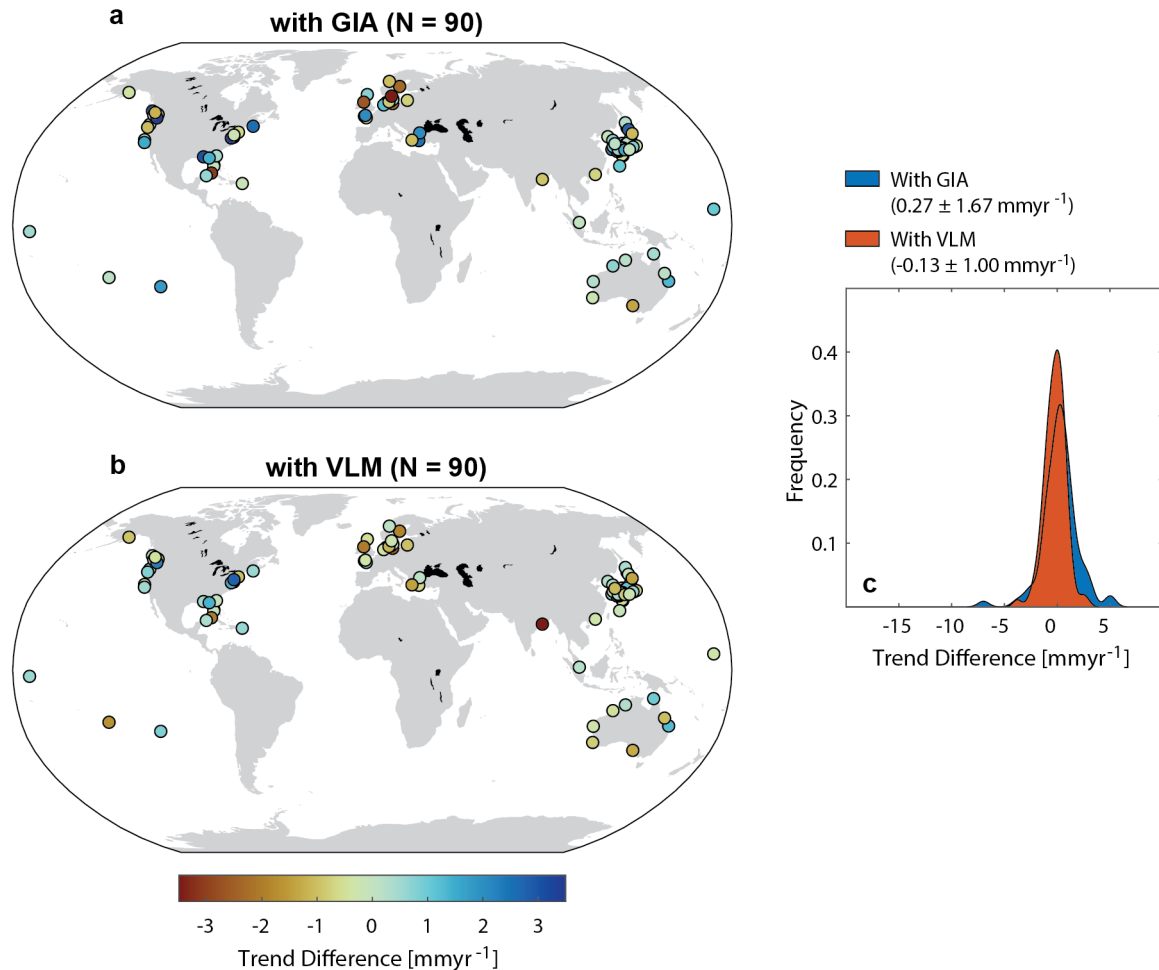 a
with GIA (N = 90)
b
with VLM (N = 90)
-3 -2 -1 0 1 2 3
Trend Difference [mmyr⁻¹]
With GIA
(0.27 ± 1.67 mmyr ⁻¹)
With VLM
(-0.13 ± 1.00 mmyr⁻¹)
0.4
0.3
0.2
0.1
Frequency
c
-15 -10 -5 0 5
Trend Difference [mmyr⁻¹]